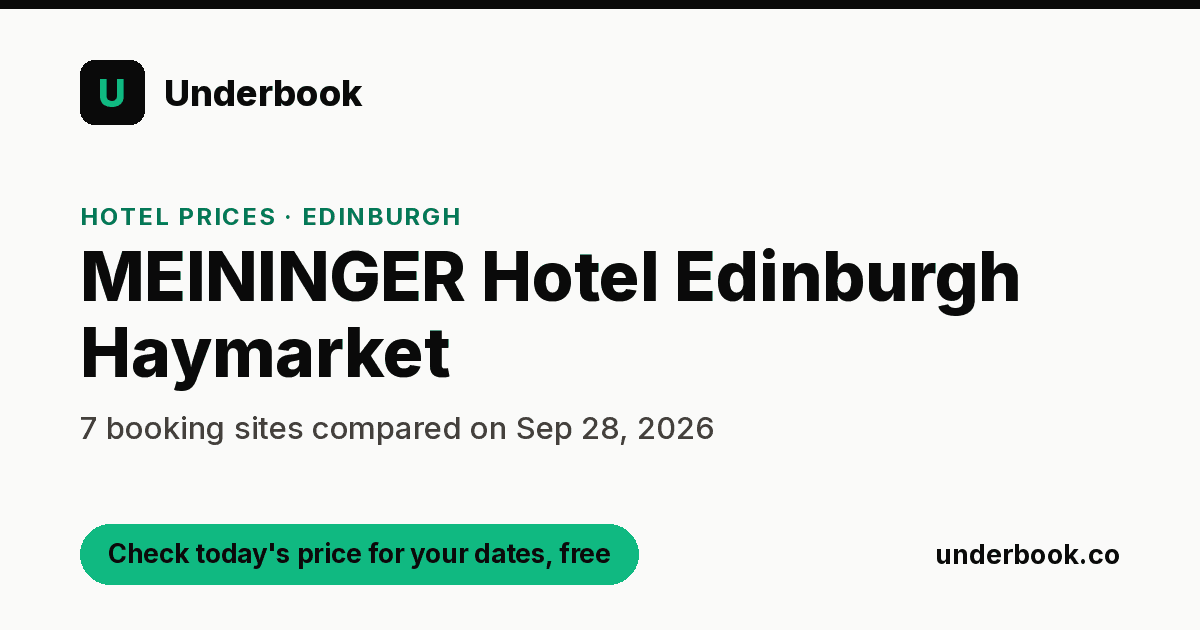 U Underbook
HOTEL PRICES · EDINBURGH
MEININGER Hotel Edinburgh
Haymarket
7 booking sites compared on Sep 28, 2026
Check today's price for your dates, free
underbook.co